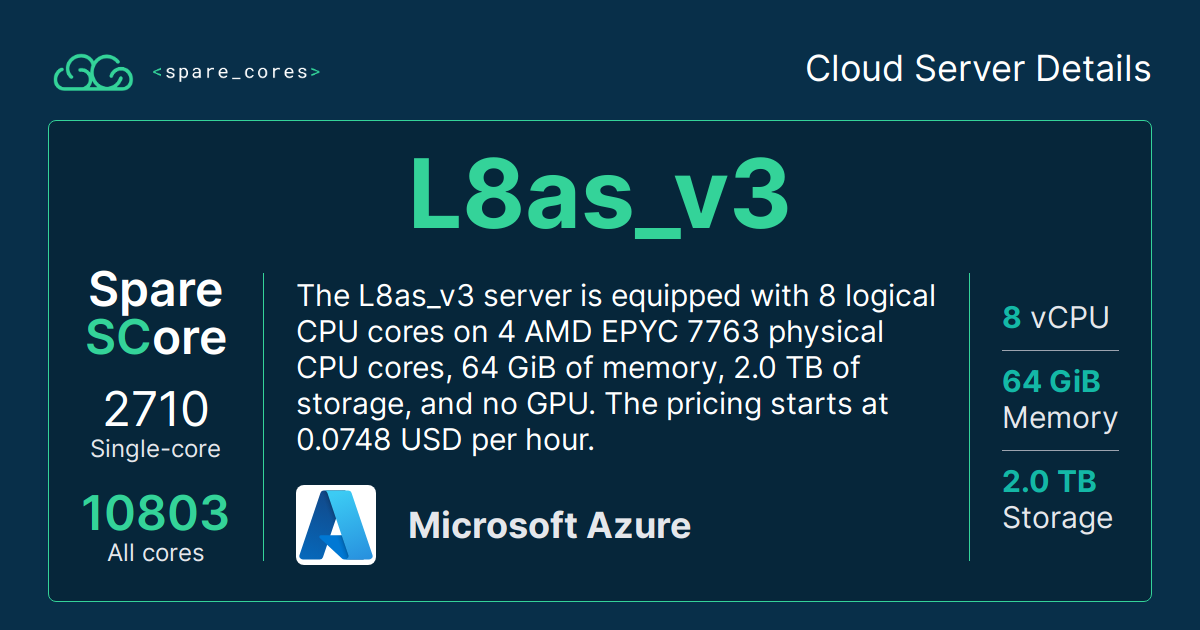 <spare_cores>
Cloud Server Details
L8as_v3
Spare
SCore
2710
Single-core
10803
All cores
The L8as_v3 server is equipped with 8 logical
CPU cores on 4 AMD EPYC 7763 physical
CPU cores, 64 GiB of memory, 2.0 TB of
storage, and no GPU. The pricing starts at
0.0748 USD per hour.
Microsoft Azure
8 vCPU
64 GiB
Memory
2.0 TB
Storage